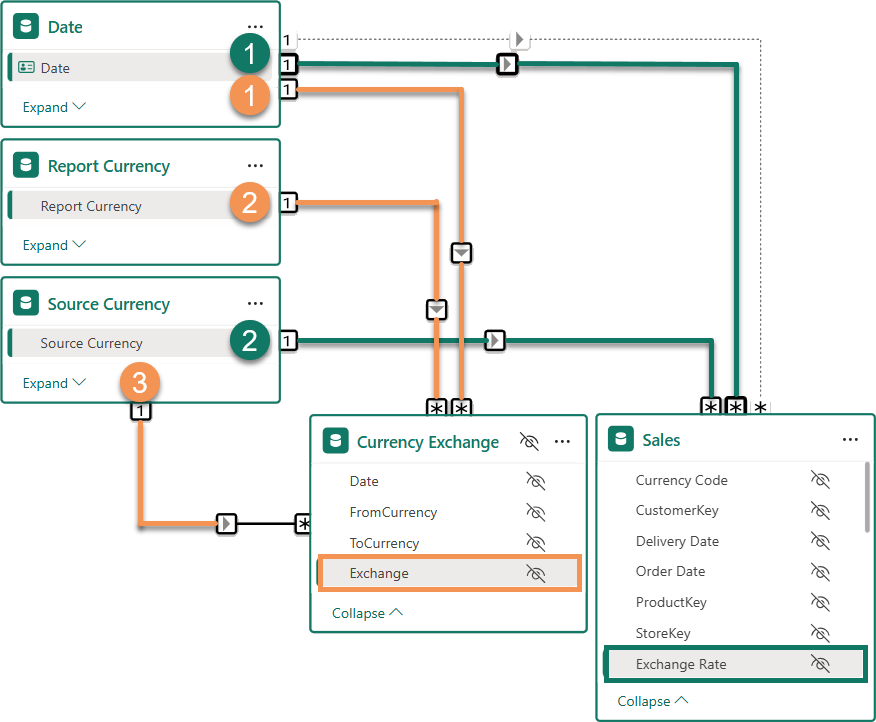 Date
1
1
Date
1
1
1
1
Expand
Report Currency
Report Currency
2
1
Expand
Source Currency
Source Currency
2
1
Expand
3
1
*
*
*
*
*
*
Currency Exchange
Date
FromCurrency
ToCurrency
Exchange
Collapse
Sales
Currency Code
CustomerKey
Delivery Date
Order Date
ProductKey
StoreKey
Exchange Rate
Collapse